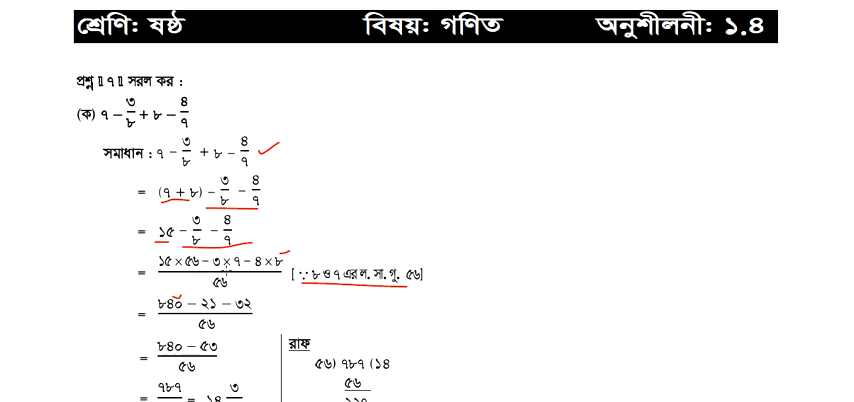 শ্রেণি: ষষ্ঠ বিষয়: গণিত অনুশীলনী: ১.৪
প্রশ্ন ॥ ৭ ॥ সরল কর :
(ক) ৭ − ৩/৮ + ৮ − ৪/৭
সমাধান : ৭ − ৩/৮ + ৮ − ৪/৭
= (৭ + ৮) − ৩/৮ − ৪/৭
= ১৫ − ৩/৮ − ৪/৭
= ১৫ × ৫৬ − ৩ × ৭ − ৪ × ৮ / ৫৬ [ ∵ ৮ ও ৭ এর ল. সা. গু. ৫৬]
= ৮৪০ − ২১ − ৩২ / ৫৬
= ৮৪০ − ৫৩ / ৫৬
রাফ
৫৬) ৭৮৭ (১৪
৫৬
= ৭৮৭ = ১৪ ৩